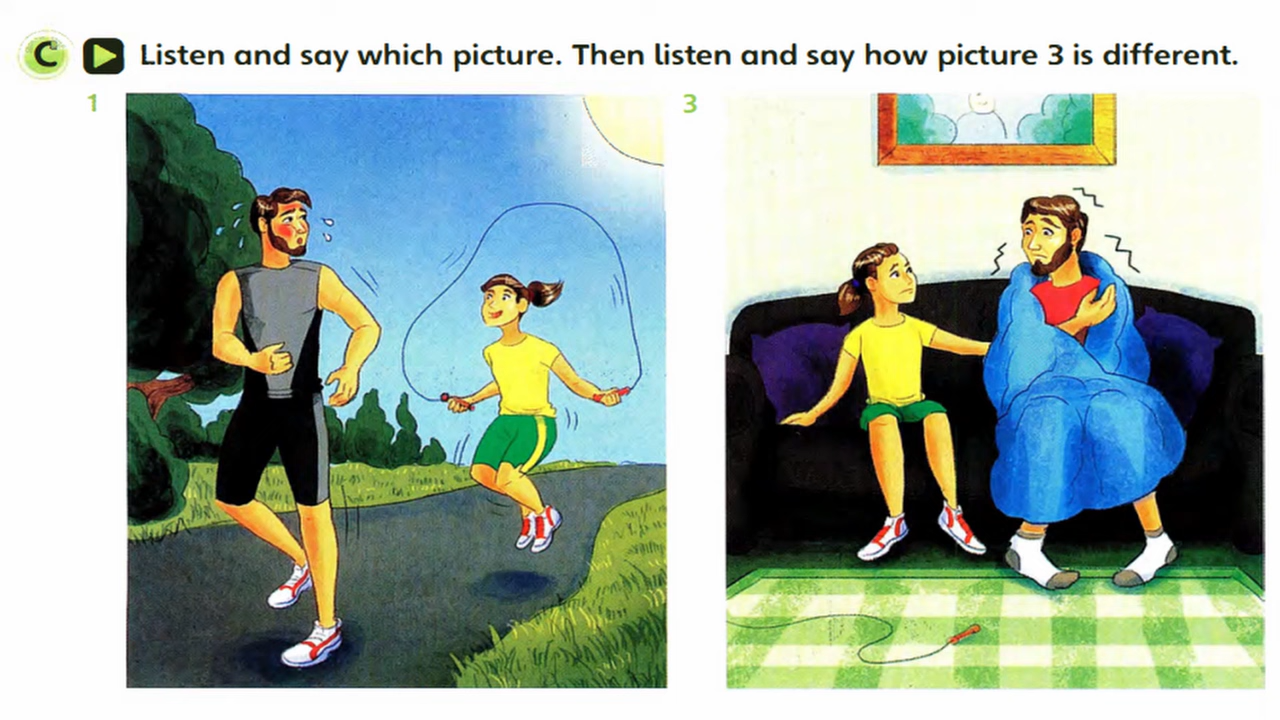 C Listen and say which picture. Then listen and say how picture 3 is different.
1
3